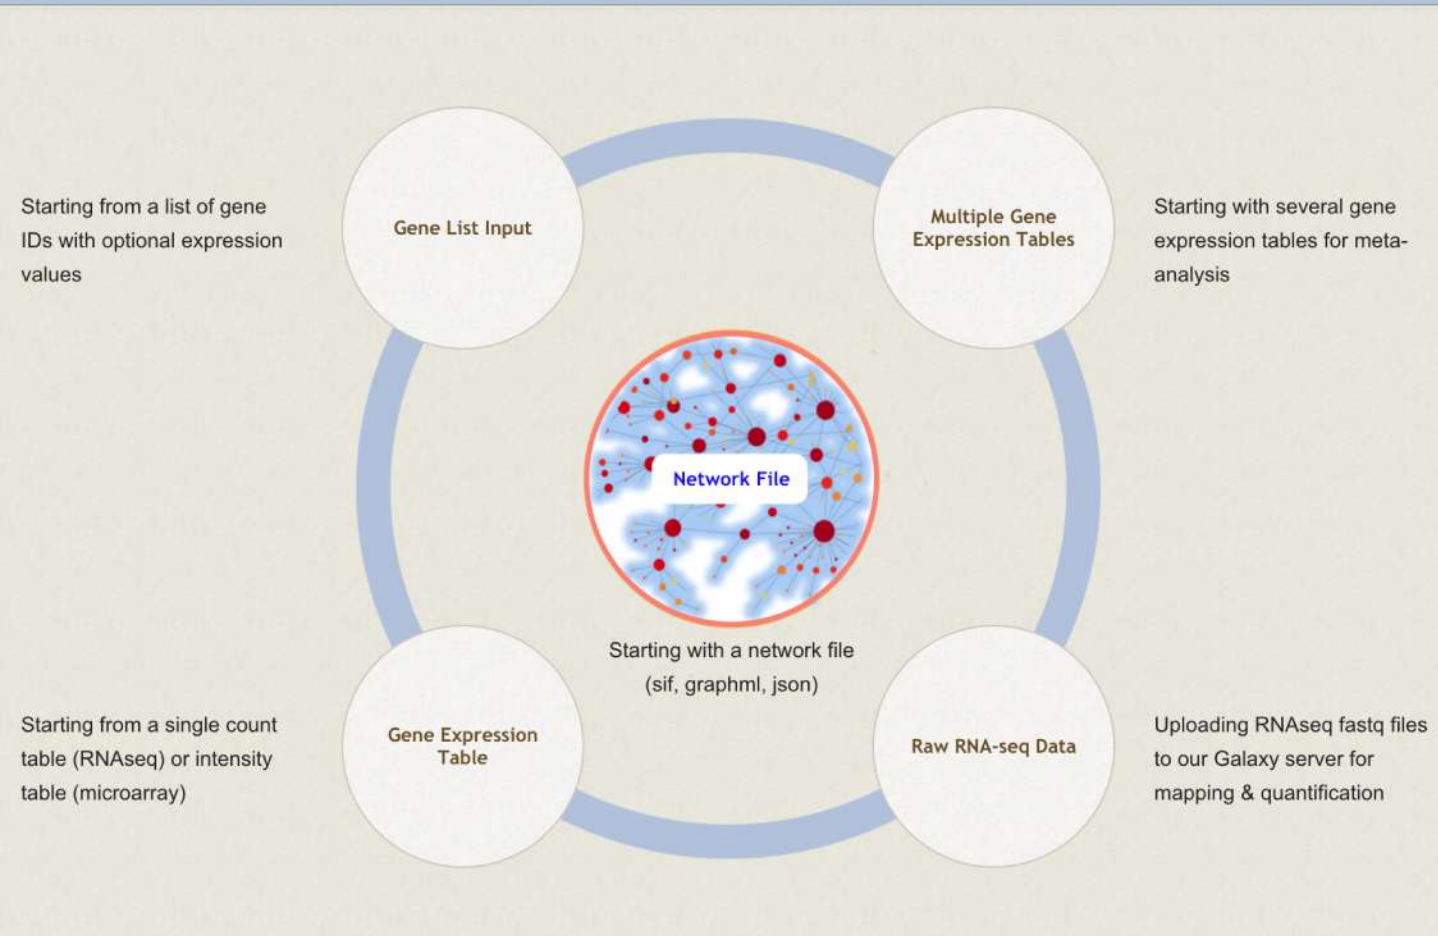 Starting from a list of gene
IDs with optional expression
values
Gene List Input
Multiple Gene
Expression Tables
Starting with several gene
expression tables for meta-
analysis
Network File
Starting with a network file
(sif, graphml, json)
Starting from a single count
table (RNAseq) or intensity
table (microarray)
Gene Expression
Table
Raw RNA-seq Data
Uploading RNAseq fastq files
to our Galaxy server for
mapping & quantification